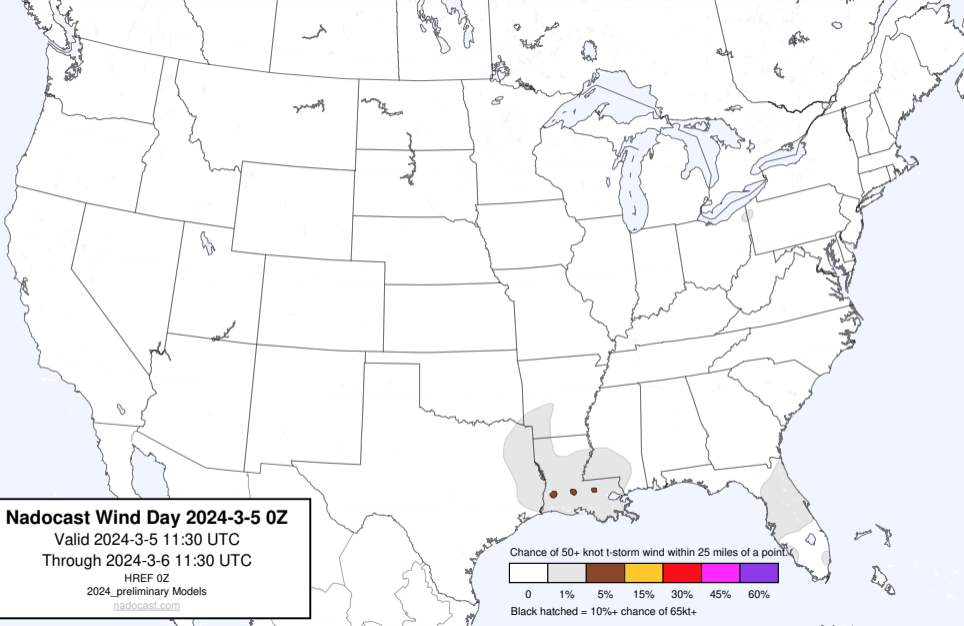 Nadocast Wind Day 2024-3-5 0Z
Valid 2024-3-5 11:30 UTC
Through 2024-3-6 11:30 UTC
HREF 0Z
2024_preliminary Models
nadocast.com
Chance of 50+ knot t-storm wind within 25 miles of a point.
0 1% 5% 15% 30% 45% 60%
Black hatched = 10%+ chance of 65kt+